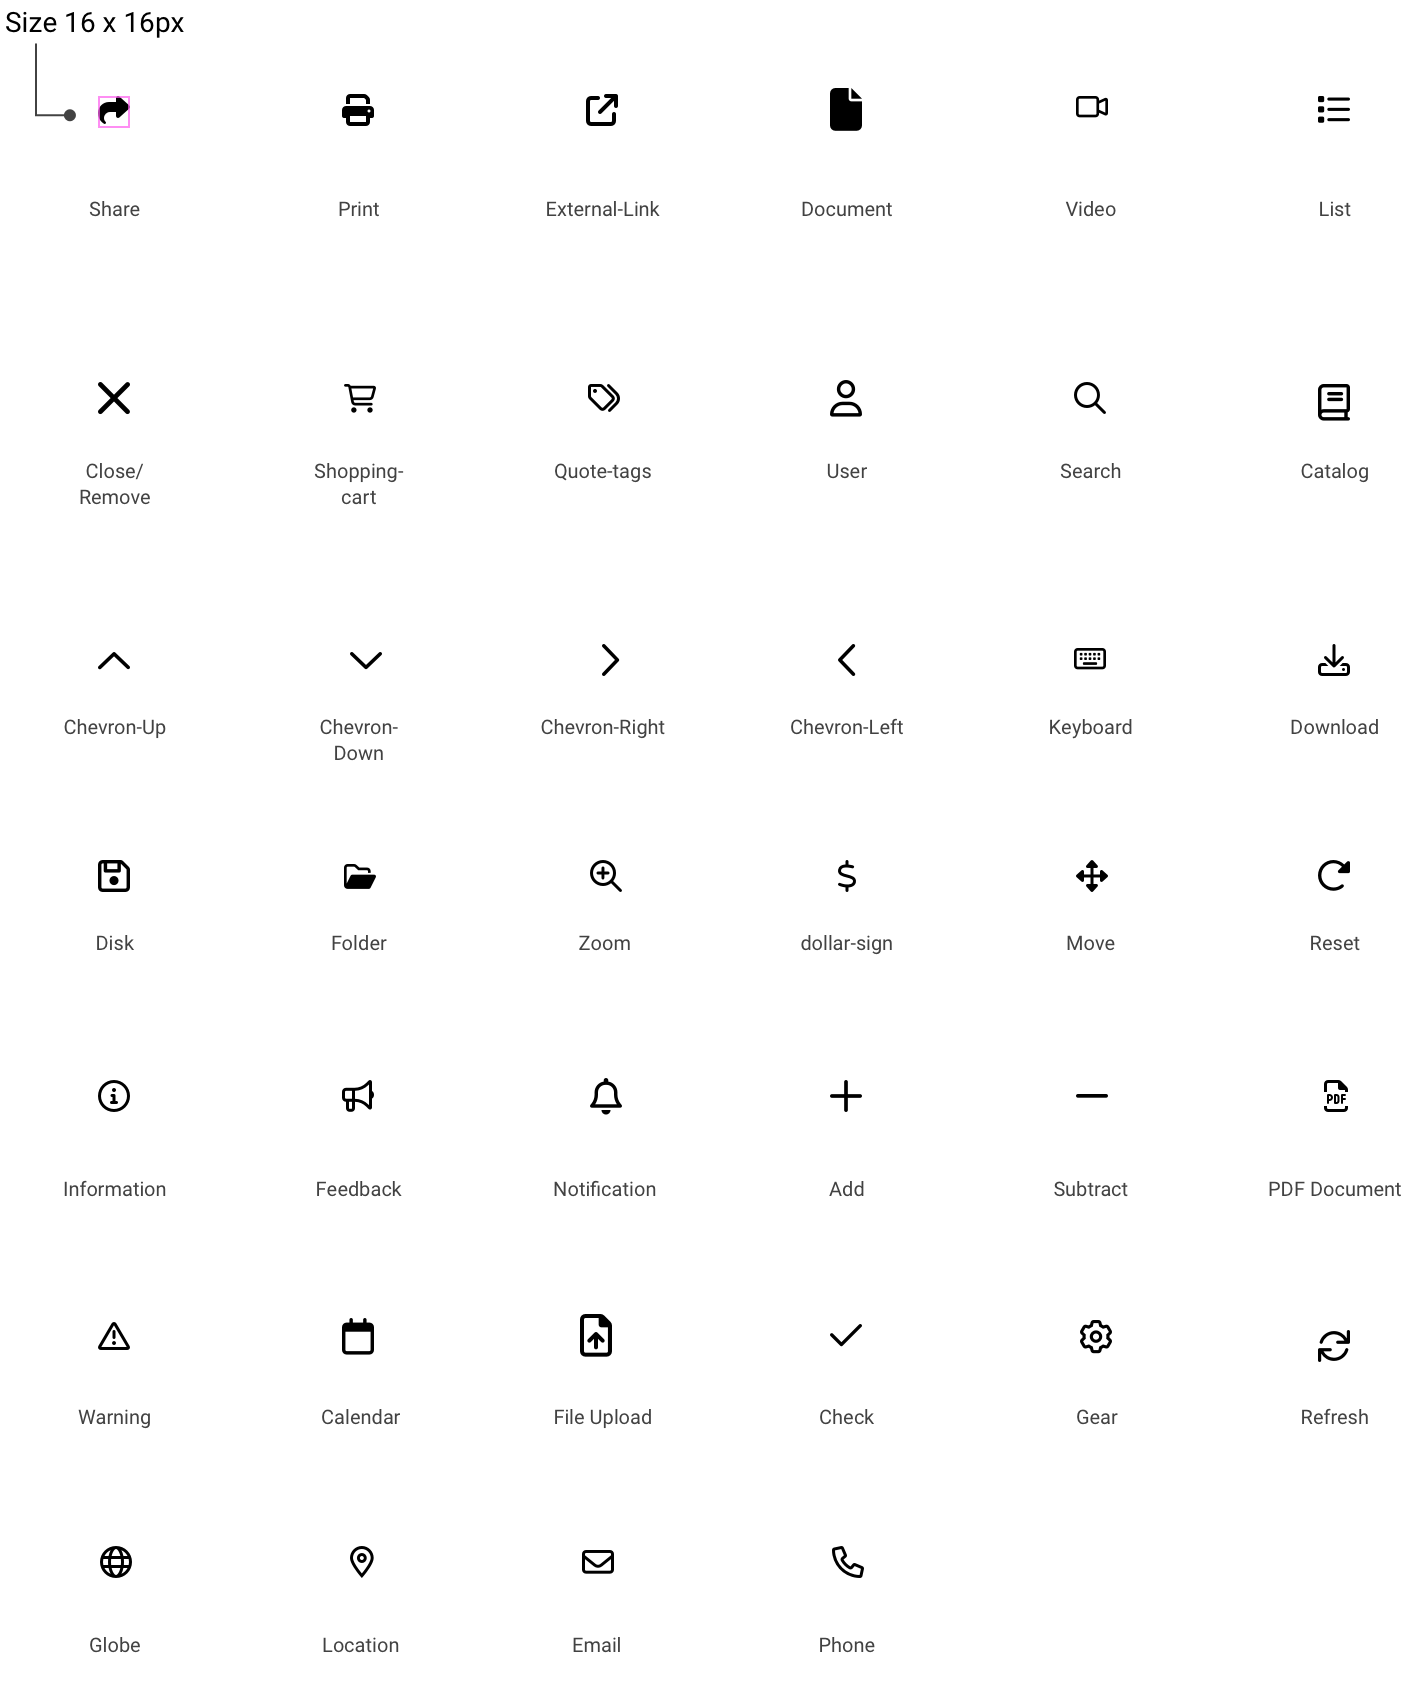 Size 16 x 16px
Share
Print
External-Link
Document
Video
List
Close/
Remove
Shopping-
cart
Quote-tags
User
Search
Catalog
Chevron-Up
Chevron-
Down
Chevron-Right
Chevron-Left
Keyboard
Download
Disk
Folder
Zoom
dollar-sign
Move
Reset
PDF
Information
Feedback
Notification
Add
Subtract
PDF Document
Warning
Calendar
File Upload
Check
Gear
Refresh
Globe
Location
Email
Phone